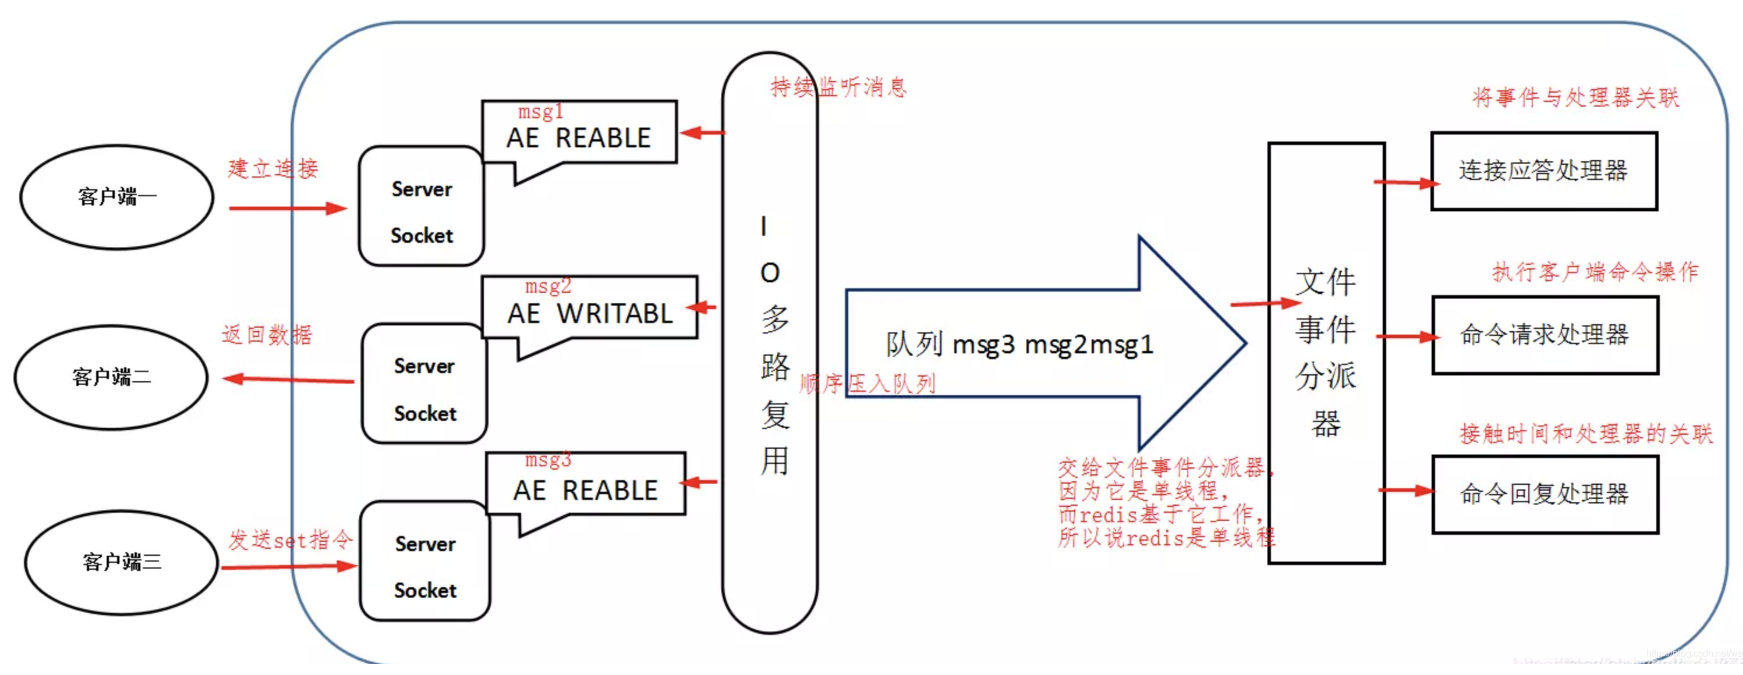 持续监听消息
将事件与处理器关联
msg1
AE REABLE
建立连接
连接应答处理器
客户端一
Server
Socket
I
O
多
路
复
用
执行客户端命令操作
msg2
AE WRITABL
文件
事件
分派
器
返回数据
命令请求处理器
队列 msg3 msg2msg1
客户端二
Server
Socket
顺序压入队列
接触时间和处理器的关联
msg3
AE REABLE
交给文件事件分派器，
因为它是单线程，
而redis基于它工作，
所以说redis是单线程
命令回复处理器
发送set指令
客户端三
Server
Socket